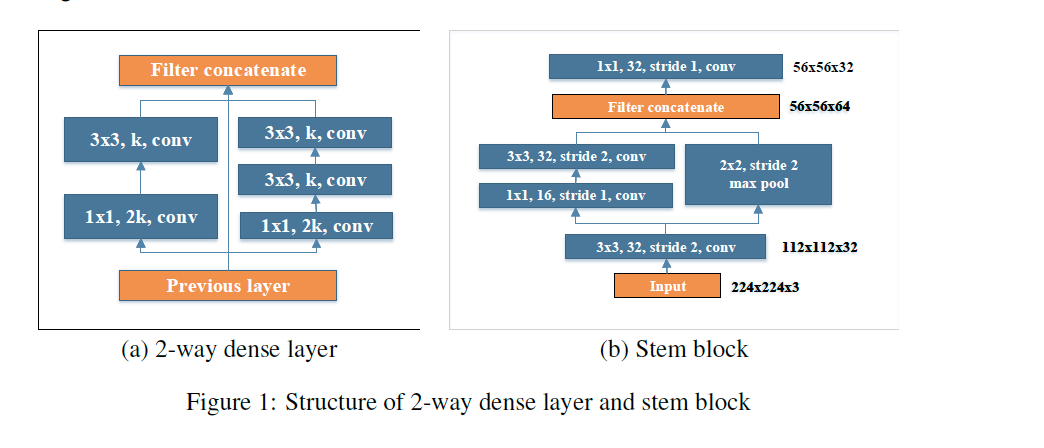 Filter concatenate
3x3, k, conv
3x3, k, conv
3x3, k, conv
1x1, 2k, conv
1x1, 2k, conv
Previous layer
(a) 2-way dense layer
1x1, 32, stride 1, conv
56x56x32
Filter concatenate
56x56x64
3x3, 32, stride 2, conv
1x1, 16, stride 1, conv
2x2, stride 2
max pool
3x3, 32, stride 2, conv
112x112x32
Input
224x224x3
(b) Stem block
Figure 1: Structure of 2-way dense layer and stem block